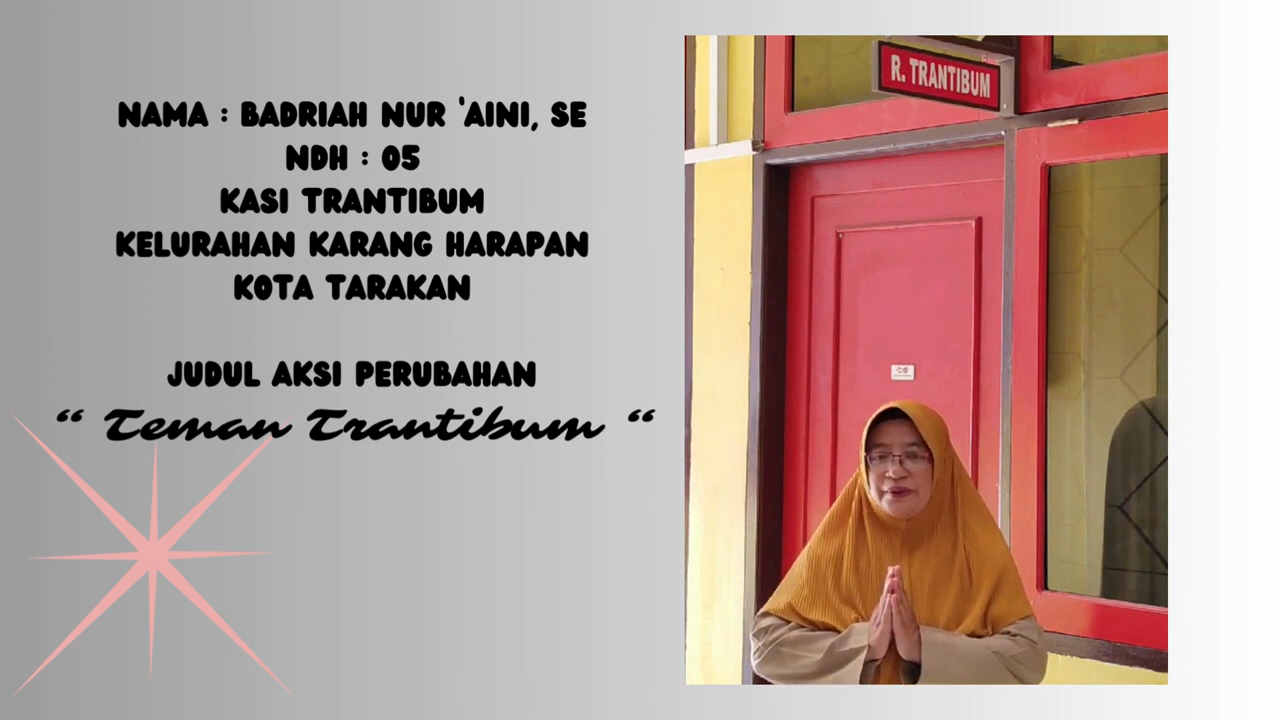 NAMA : BADRIAH NUR 'AINI, SE
NDH : 05
KASI TRANTIBUM
KELURAHAN KARANG HARAPAN
KOTA TARAKAN
JUDUL AKSI PERUBAHAN
“ Teman Trantibum “
R. TRANTIBUM